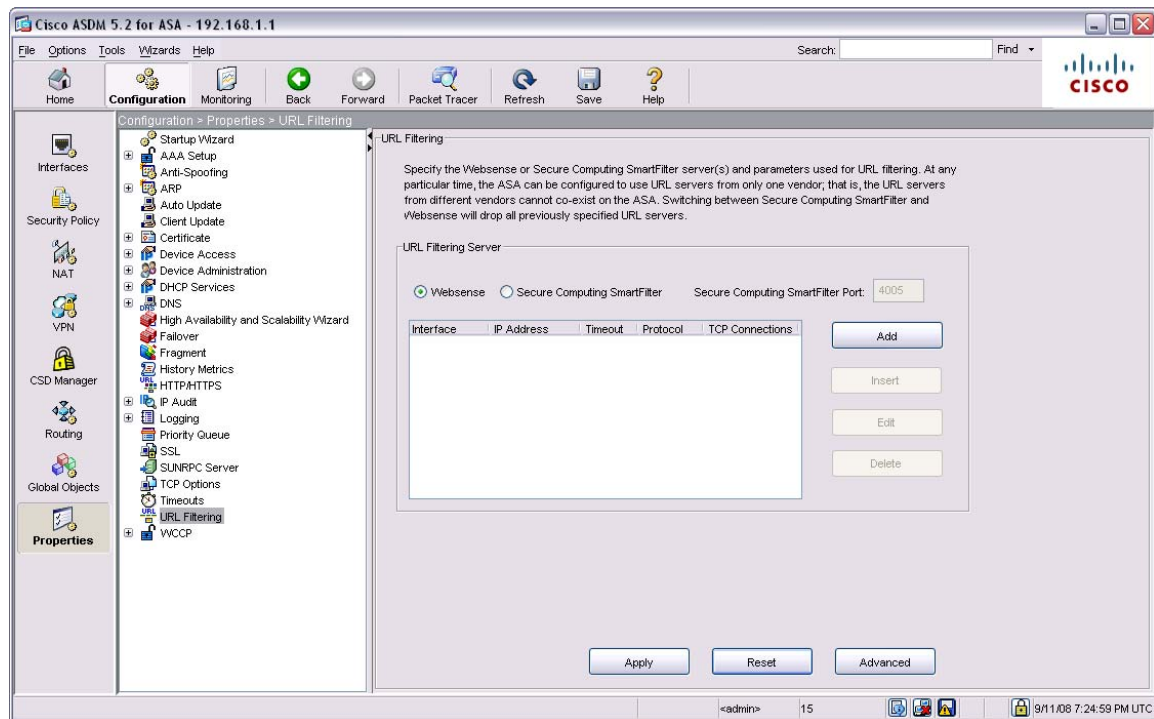 Cisco ASDM 5.2 for ASA - 192.168.1.1
File Options Tools Wizards Help
Search:
Find
Home
Configuration
Monitoring
Back
Forward
Packet Tracer
Refresh
Save
Help
CISCO
Configuration > Properties > URL Filtering
Interfaces
Security Policy
NAT
VPN
CSD Manager
Routing
Global Objects
Properties
Startup Wizard
AAA Setup
Anti-Spoofing
ARP
Auto Update
Client Update
Certificate
Device Access
Device Administration
DHCP Services
DNS
High Availability and Scalability Wizard
Failover
Fragment
History Metrics
URL HTTP/HTTPS
IP Audit
Logging
Priority Queue
SSL
SUNRPC Server
TCP Options
Timeouts
URL URL Filtering
WCCP
URL Filtering
Specify the Websense or Secure Computing SmartFilter server(s) and parameters used for URL filtering. At any
particular time, the ASA can be configured to use URL servers from only one vendor; that is, the URL servers
from different vendors cannot co-exist on the ASA. Switching between Secure Computing SmartFilter and
Websense will drop all previously specified URL servers.
URL Filtering Server
Websense Secure Computing SmartFilter Secure Computing SmartFilter Port: 4005
Interface IP Address Timeout Protocol TCP Connections
Add
Insert
Edit
Delete
Apply Reset Advanced
<admin> 15 9/11/08 7:24:59 PM UTC